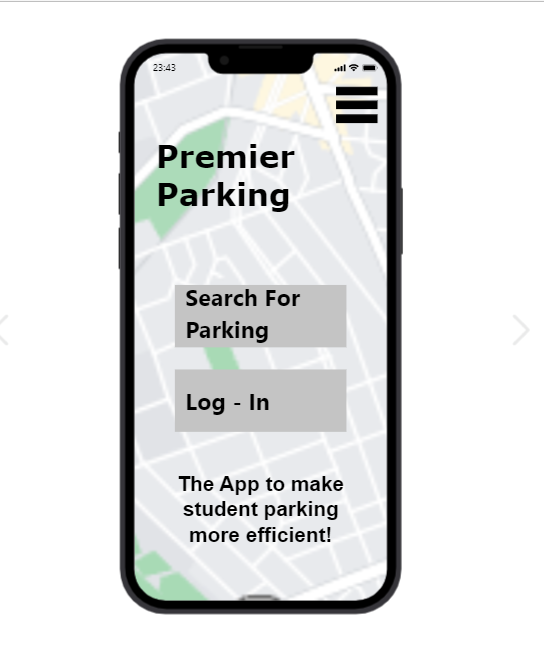 23:43
Premier
Parking
Search For
Parking
Log - In
The App to make
student parking
more efficient!